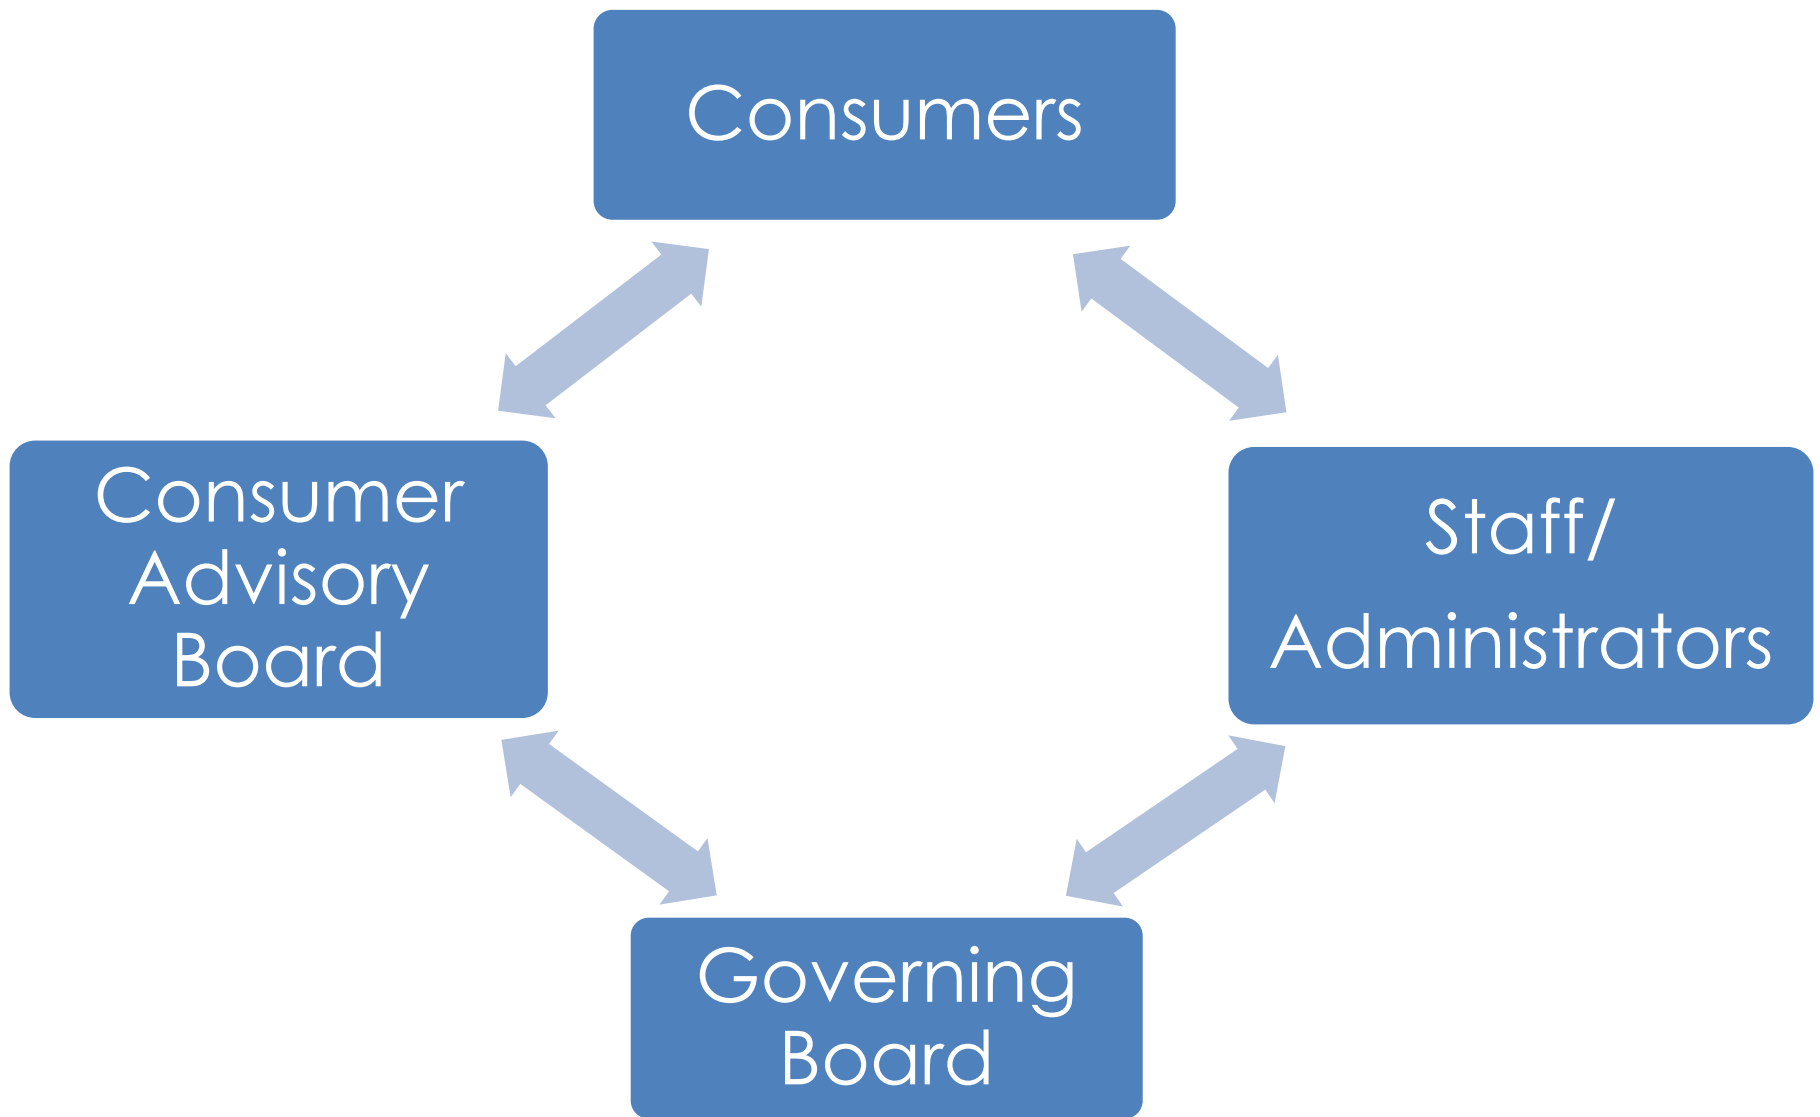 Consumers
Consumer
Advisory
Board
Staff/
Administrators
Governing
Board